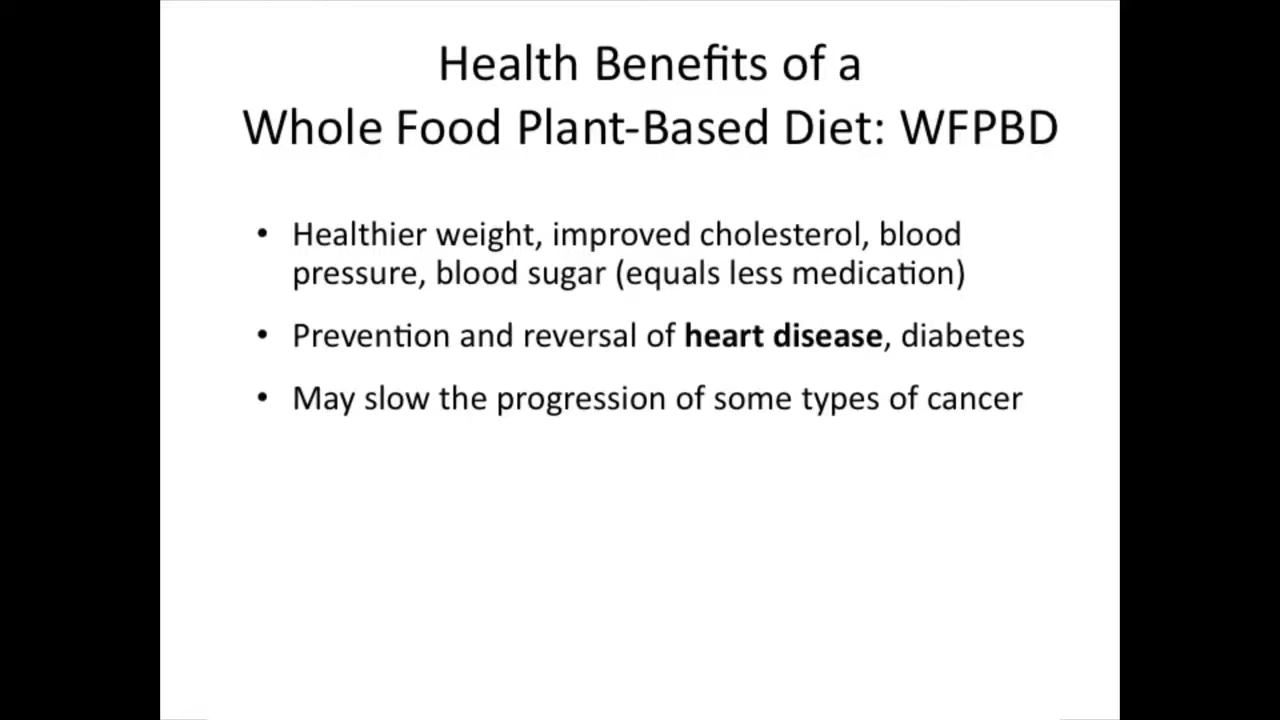 Health Benefits of a
Whole Food Plant-Based Diet: WFPBD
• Healthier weight, improved cholesterol, blood
pressure, blood sugar (equals less medication)
• Prevention and reversal of heart disease, diabetes
• May slow the progression of some types of cancer